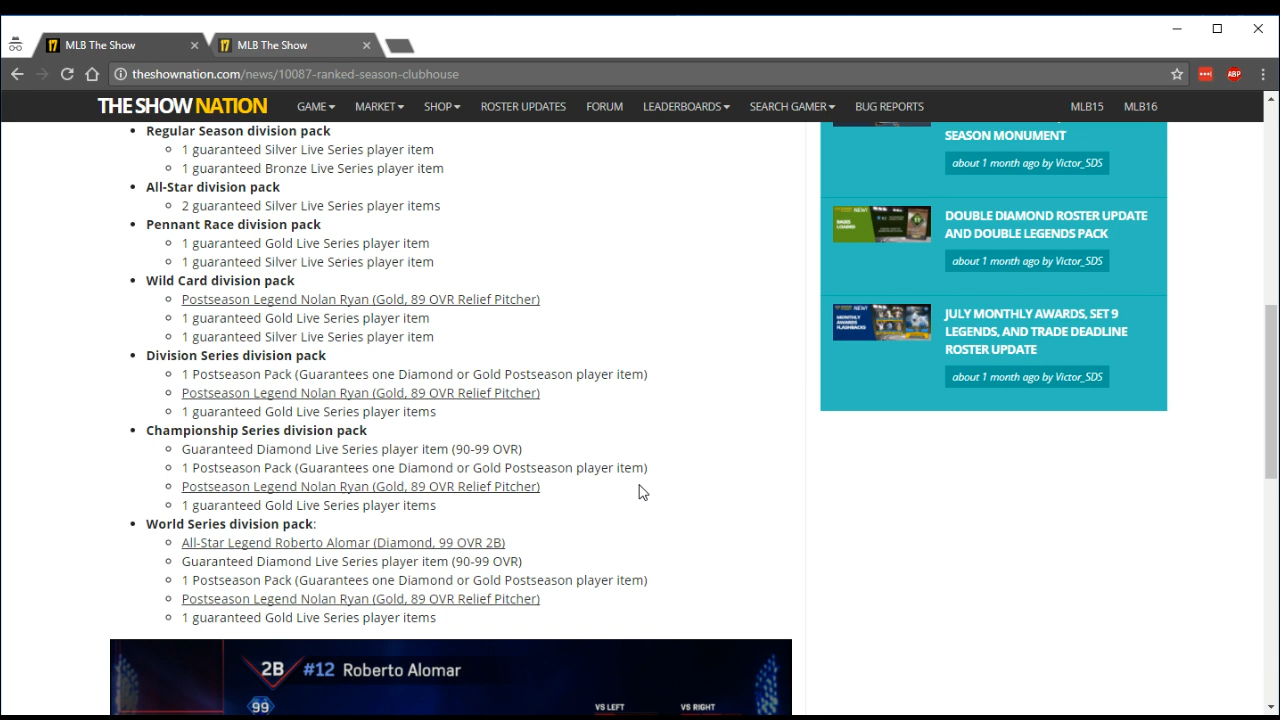 MLB The Show
MLB The Show
theshownation.com/news/10087-ranked-season-clubhouse
ABP
THE SHOW NATION
GAME
MARKET
SHOP
ROSTER UPDATES
FORUM
LEADERBOARDS
SEARCH GAMER
BUG REPORTS
MLB15
MLB16
Regular Season division pack
1 guaranteed Silver Live Series player item
1 guaranteed Bronze Live Series player item
All-Star division pack
2 guaranteed Silver Live Series player items
Pennant Race division pack
1 guaranteed Gold Live Series player item
1 guaranteed Silver Live Series player item
Wild Card division pack
Postseason Legend Nolan Ryan (Gold, 89 OVR Relief Pitcher)
1 guaranteed Gold Live Series player item
1 guaranteed Silver Live Series player item
Division Series division pack
1 Postseason Pack (Guarantees one Diamond or Gold Postseason player item)
Postseason Legend Nolan Ryan (Gold, 89 OVR Relief Pitcher)
1 guaranteed Gold Live Series player items
Championship Series division pack
Guaranteed Diamond Live Series player item (90-99 OVR)
1 Postseason Pack (Guarantees one Diamond or Gold Postseason player item)
Postseason Legend Nolan Ryan (Gold, 89 OVR Relief Pitcher)
1 guaranteed Gold Live Series player items
World Series division pack:
All-Star Legend Roberto Alomar (Diamond, 99 OVR 2B)
Guaranteed Diamond Live Series player item (90-99 OVR)
1 Postseason Pack (Guarantees one Diamond or Gold Postseason player item)
Postseason Legend Nolan Ryan (Gold, 89 OVR Relief Pitcher)
1 guaranteed Gold Live Series player items
2B #12 Roberto Alomar
99
VS LEFT
VS RIGHT
SEASON MONUMENT
about 1 month ago by Victor_SDS
DOUBLE DIAMOND ROSTER UPDATE
AND DOUBLE LEGENDS PACK
about 1 month ago by Victor_SDS
JULY MONTHLY AWARDS, SET 9
LEGENDS, AND TRADE DEADLINE
ROSTER UPDATE
about 1 month ago by Victor_SDS